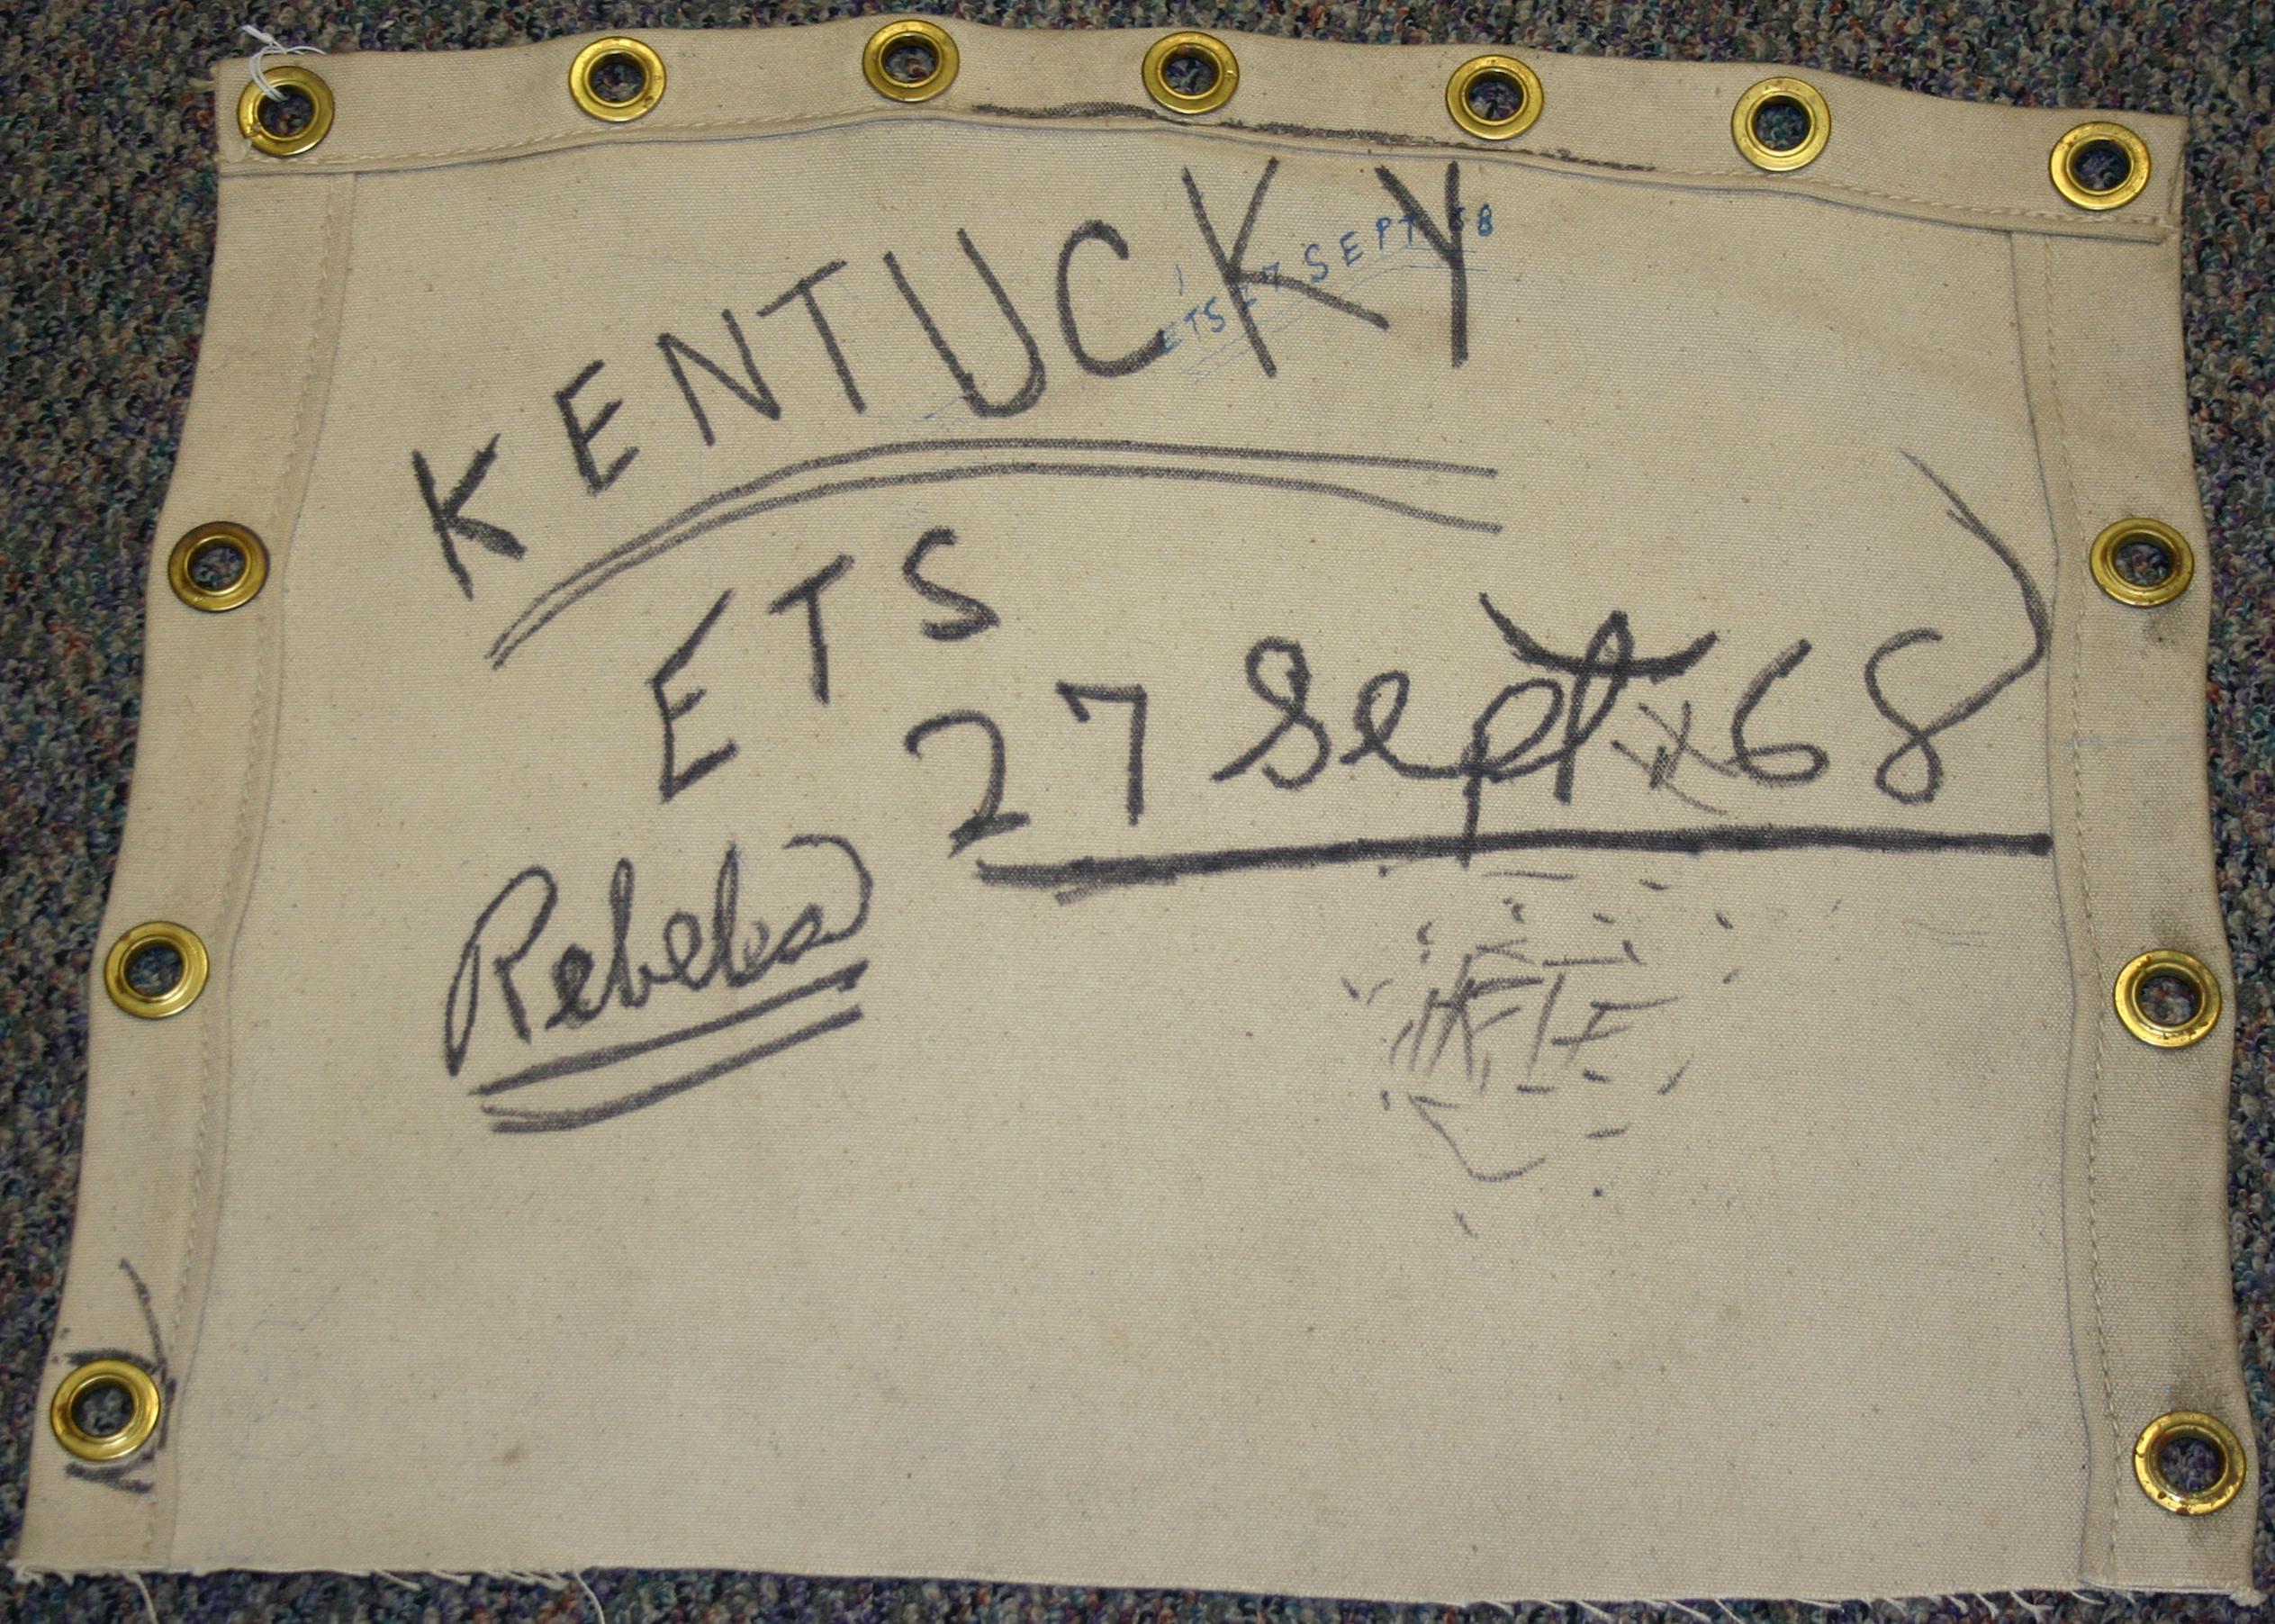 KENTUCKY
ETS 27 SEPT 68
ETS
27 Sept 68
Rebels